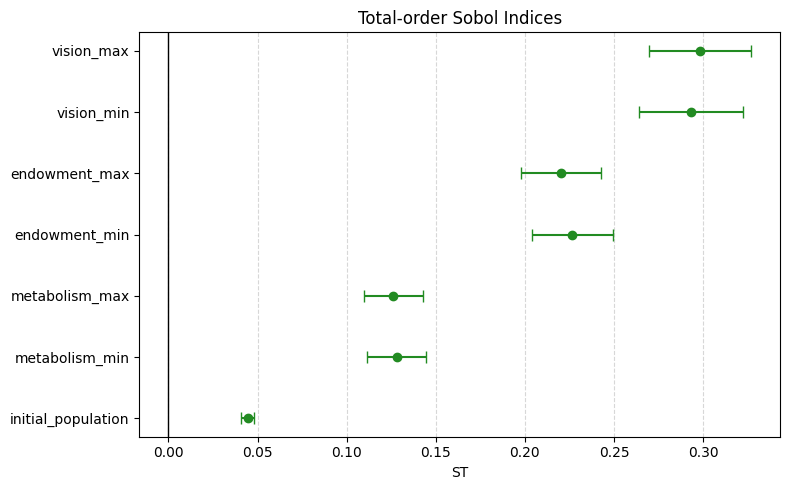 Total-order Sobol Indices
vision_max
vision_min
endowment_max
endowment_min
metabolism_max
metabolism_min
initial_population
0.00 0.05 0.10 0.15 0.20 0.25 0.30
ST